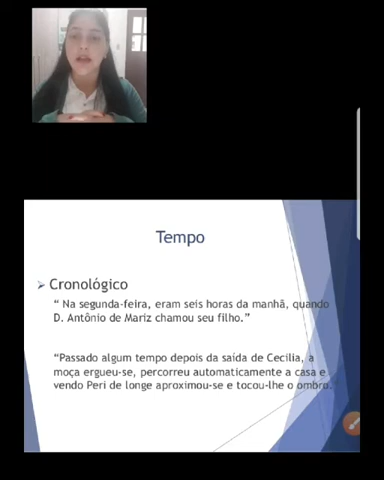 Tempo
Cronológico
“ Na segunda-feira, eram seis horas da manhã, quando
D. Antônio de Mariz chamou seu filho.”
“Passado algum tempo depois da saída de Cecília, a
moça ergueu-se, percorreu automaticamente a casa e
vendo Peri de longe aproximou-se e tocou-lhe o ombro.”